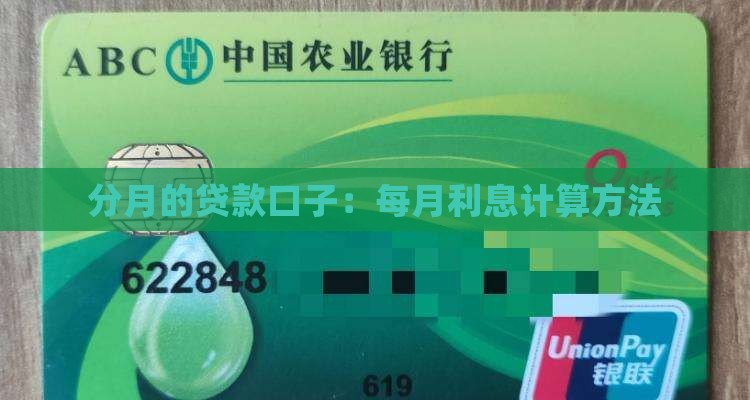 ABC 中国农业银行
分月的贷款口子：每月利息计算方法
622848
UnionPay
银联
619